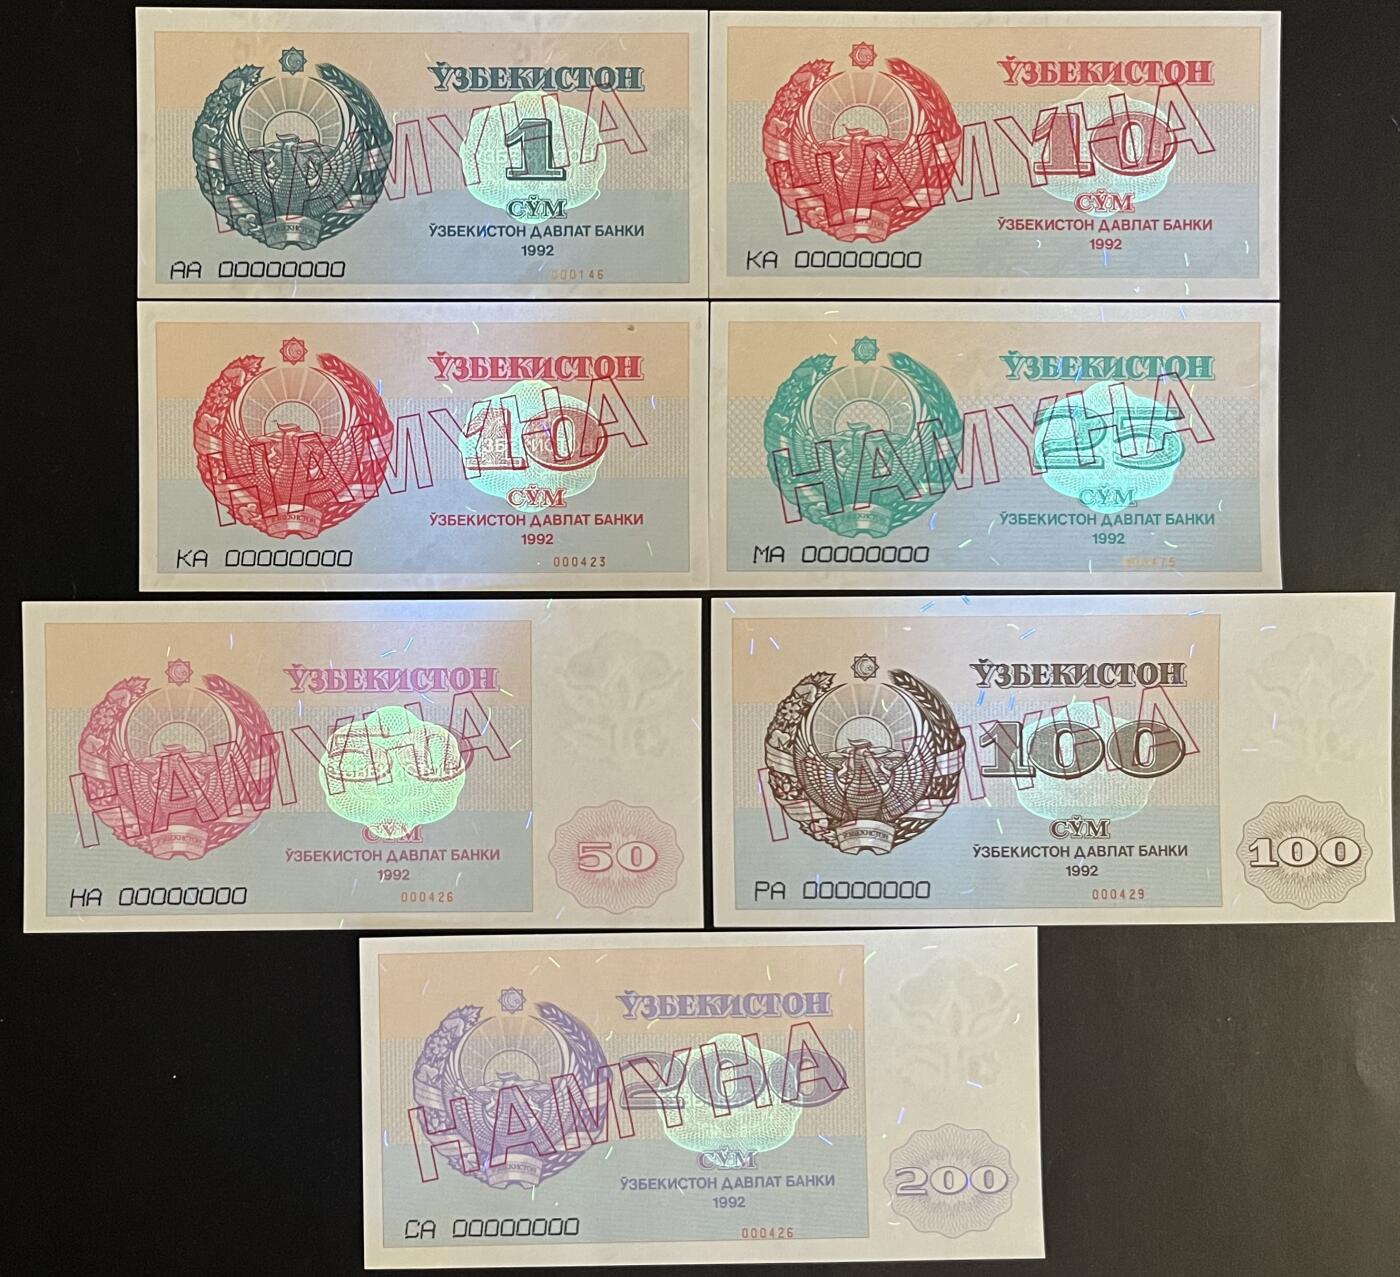 ЎЗБЕКИСТОН
НАМУНА
1
СЎМ
ЎЗБЕКИСТОН ДАВЛАТ БАНКИ
1992
АА 00000000
000146
ЎЗБЕКИСТОН
НАМУНА
10
СЎМ
ЎЗБЕКИСТОН ДАВЛАТ БАНКИ
1992
КА 00000000
ЎЗБЕКИСТОН
НАМУНА
10
СЎМ
ЎЗБЕКИСТОН ДАВЛАТ БАНКИ
1992
КА 00000000
000423
ЎЗБЕКИСТОН
НАМУНА
25
СЎМ
ЎЗБЕКИСТОН ДАВЛАТ БАНКИ
1992
МА 00000000
ЎЗБЕКИСТОН
НАМУНА
50
СЎМ
ЎЗБЕКИСТОН ДАВЛАТ БАНКИ
1992
НА 00000000
000426
50
ЎЗБЕКИСТОН
НАМУНА
100
СЎМ
ЎЗБЕКИСТОН ДАВЛАТ БАНКИ
1992
РА 00000000
000429
100
ЎЗБЕКИСТОН
НАМУНА
200
СЎМ
ЎЗБЕКИСТОН ДАВЛАТ БАНКИ
1992
СА 00000000
000426
200